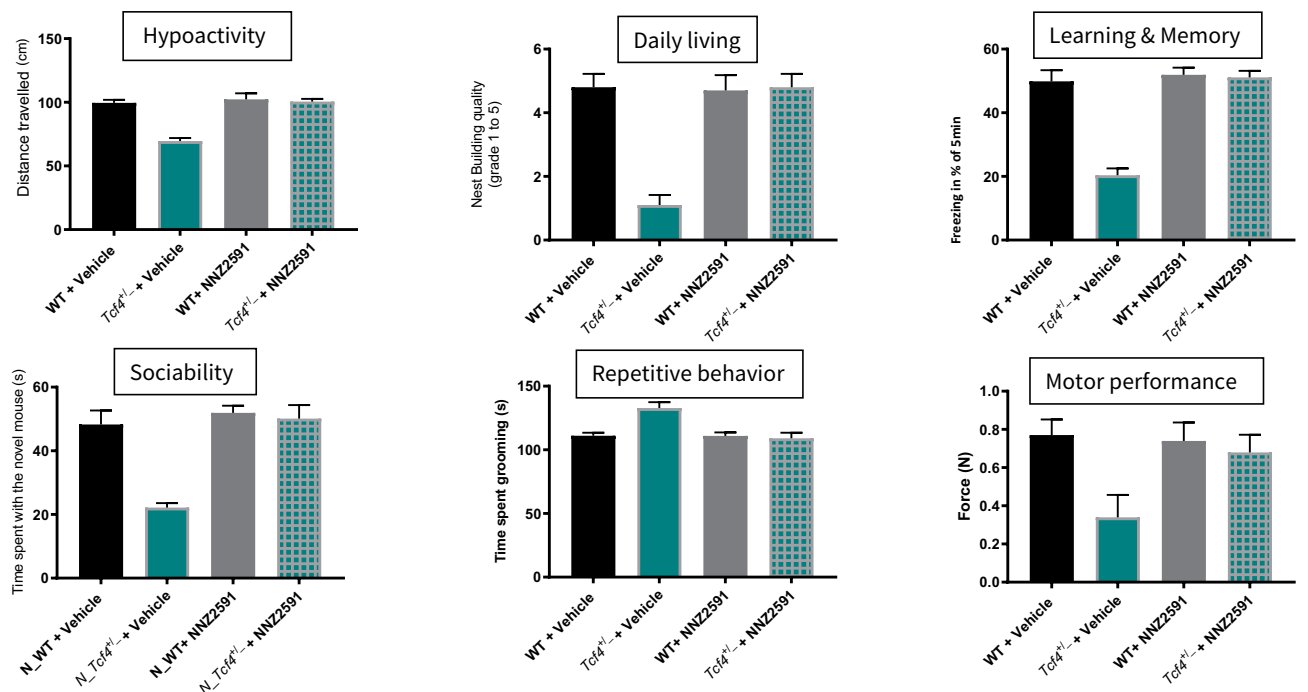 Hypoactivity
Distance travelled (cm)
150
100
50
0
WT + Vehicle
Tcf4+/_ + Vehicle
WT+ NNZ2591
Tcf4+/_ + NNZ2591
Daily living
Nest Building quality
(grade 1 to 5)
6
4
2
0
WT + Vehicle
Tcf4+/_ + Vehicle
WT+ NNZ2591
Tcf4+/_ + NNZ2591
Learning & Memory
Freezing in % of 5min
60
40
20
0
WT + Vehicle
Tcf4+/_ + Vehicle
WT+ NNZ2591
Tcf4+/_ + NNZ2591
Sociability
Time spent with the novel mouse (s)
60
40
20
0
N_WT + Vehicle
N_Tcf4+/_ + Vehicle
N_WT+ NNZ2591
N_Tcf4+/_ + NNZ2591
Repetitive behavior
Time spent grooming (s)
150
100
50
0
WT + Vehicle
Tcf4+/_ + Vehicle
WT+ NNZ2591
Tcf4+/_ + NNZ2591
Motor performance
Force (N)
1.0
0.8
0.6
0.4
0.2
0.0
WT + Vehicle
Tcf4+/_ + Vehicle
WT+ NNZ2591
Tcf4+/_ + NNZ2591